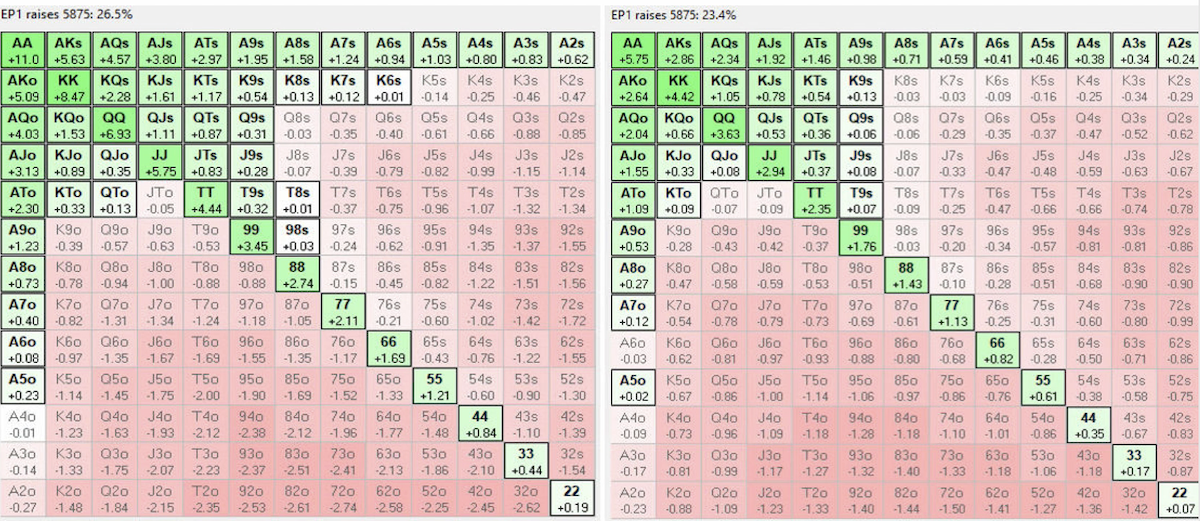 EP1 raises 5875: 26.5%
AA AKs AQs AJs ATs A9s A8s A7s A6s A5s A4s A3s A2s
+11.0 +5.63 +4.57 +3.80 +2.97 +1.95 +1.58 +1.24 +0.94 +1.03 +0.80 +0.83 +0.62
AKo KK KQs KJs KTs K9s K8s K7s K6s K5s K4s K3s K2s
+5.09 +8.47 +2.28 +1.61 +1.17 +0.54 +0.13 +0.12 +0.01 -0.14 -0.25 -0.46 -0.47
AQo KQo QQ QJs QTs Q9s Q8s Q7s Q6s Q5s Q4s Q3s Q2s
+4.03 +1.53 +6.93 +1.11 +0.87 +0.31 -0.03 -0.35 -0.40 -0.61 -0.66 -0.88 -0.85
AJo KJo QJo JJ JTs J9s J8s J7s J6s J5s J4s J3s J2s
+3.13 +0.89 +0.35 +5.75 +0.83 +0.28 -0.07 -0.39 -0.79 -0.82 -0.99 -1.15 -1.14
ATo KTo QTo JTo TT T9s T8s T7s T6s T5s T4s T3s T2s
+2.30 +0.33 +0.13 -0.05 +4.44 +0.32 +0.01 -0.37 -0.75 -0.96 -1.07 -1.32 -1.34
A9o K9o Q9o J9o T9o 99 98s 97s 96s 95s 94s 93s 92s
+1.23 -0.39 -0.57 -0.63 -0.53 +3.45 +0.03 -0.24 -0.62 -0.91 -1.35 -1.37 -1.55
A8o K8o Q8o J8o T8o 98o 88 87s 86s 85s 84s 83s 82s
+0.73 -0.78 -0.94 -1.00 -0.88 -0.88 +2.74 -0.15 -0.45 -0.82 -1.22 -1.51 -1.56
A7o K7o Q7o J7o T7o 97o 87o 77 76s 75s 74s 73s 72s
+0.40 -0.82 -1.31 -1.34 -1.24 -1.18 -1.05 +2.11 -0.21 -0.60 -1.02 -1.42 -1.72
A6o K6o Q6o J6o T6o 96o 86o 76o 66 65s 64s 63s 62s
+0.08 -0.97 -1.35 -1.67 -1.69 -1.55 -1.35 -1.17 +1.69 -0.43 -0.76 -1.22 -1.55
A5o K5o Q5o J5o T5o 95o 85o 75o 65o 55 54s 53s 52s
+0.23 -1.14 -1.45 -1.75 -2.00 -1.90 -1.69 -1.52 -1.33 +1.21 -0.60 -0.90 -1.30
A4o K4o Q4o J4o T4o 94o 84o 74o 64o 54o 44 43s 42s
-0.01 -1.23 -1.63 -1.93 -2.12 -2.38 -2.12 -1.96 -1.77 -1.48 +0.84 -1.10 -1.39
A3o K3o Q3o J3o T3o 93o 83o 73o 63o 53o 43o 33 32s
-0.14 -1.33 -1.75 -2.07 -2.23 -2.37 -2.51 -2.41 -2.13 -1.86 -2.10 +0.44 -1.54
A2o K2o Q2o J2o T2o 92o 82o 72o 62o 52o 42o 32o 22
-0.27 -1.48 -1.84 -2.15 -2.35 -2.53 -2.61 -2.74 -2.58 -2.25 -2.45 -2.62 +0.19
EP1 raises 5875: 23.4%
AA AKs AQs AJs ATs A9s A8s A7s A6s A5s A4s A3s A2s
+5.75 +2.86 +2.34 +1.92 +1.46 +0.98 +0.71 +0.59 +0.41 +0.46 +0.38 +0.34 +0.24
AKo KK KQs KJs KTs K9s K8s K7s K6s K5s K4s K3s K2s
+2.64 +4.42 +1.05 +0.78 +0.54 +0.13 -0.03 -0.03 -0.09 -0.16 -0.25 -0.34 -0.29
AQo KQo QQ QJs QTs Q9s Q8s Q7s Q6s Q5s Q4s Q3s Q2s
+2.04 +0.66 +3.63 +0.53 +0.36 +0.06 -0.06 -0.29 -0.35 -0.37 -0.47 -0.52 -0.62
AJo KJo QJo JJ JTs J9s J8s J7s J6s J5s J4s J3s J2s
+1.55 +0.33 +0.08 +2.94 +0.37 +0.08 -0.07 -0.33 -0.47 -0.48 -0.59 -0.63 -0.67
ATo KTo QTo JTo TT T9s T8s T7s T6s T5s T4s T3s T2s
+1.09 +0.09 -0.07 -0.09 +2.35 +0.07 -0.09 -0.25 -0.47 -0.66 -0.66 -0.74 -0.78
A9o K9o Q9o J9o T9o 99 98s 97s 96s 95s 94s 93s 92s
+0.53 -0.28 -0.43 -0.42 -0.37 +1.76 -0.03 -0.20 -0.34 -0.57 -0.81 -0.81 -0.86
A8o K8o Q8o J8o T8o 98o 88 87s 86s 85s 84s 83s 82s
+0.27 -0.47 -0.58 -0.59 -0.53 -0.51 +1.43 -0.10 -0.28 -0.51 -0.68 -0.90 -0.90
A7o K7o Q7o J7o T7o 97o 87o 77 76s 75s 74s 73s 72s
+0.12 -0.54 -0.78 -0.79 -0.73 -0.69 -0.61 +1.13 -0.25 -0.31 -0.60 -0.80 -0.99
A6o K6o Q6o J6o T6o 96o 86o 76o 66 65s 64s 63s 62s
-0.03 -0.62 -0.81 -0.97 -0.93 -0.88 -0.80 -0.68 +0.82 -0.28 -0.50 -0.71 -0.86
A5o K5o Q5o J5o T5o 95o 85o 75o 65o 55 54s 53s 52s
+0.02 -0.67 -0.86 -1.00 -1.14 -1.06 -0.97 -0.86 -0.76 +0.61 -0.38 -0.58 -0.75
A4o K4o Q4o J4o T4o 94o 84o 74o 64o 54o 44 43s 42s
-0.09 -0.73 -0.96 -1.09 -1.18 -1.28 -1.18 -1.10 -1.01 -0.86 +0.35 -0.67 -0.83
A3o K3o Q3o J3o T3o 93o 83o 73o 63o 53o 43o 33 32s
-0.17 -0.81 -0.99 -1.17 -1.27 -1.32 -1.40 -1.33 -1.18 -1.06 -1.18 +0.17 -0.87
A2o K2o Q2o J2o T2o 92o 82o 72o 62o 52o 42o 32o 22
-0.23 -0.88 -1.09 -1.23 -1.33 -1.40 -1.44 -1.50 -1.41 -1.27 -1.34 -1.40 +0.07